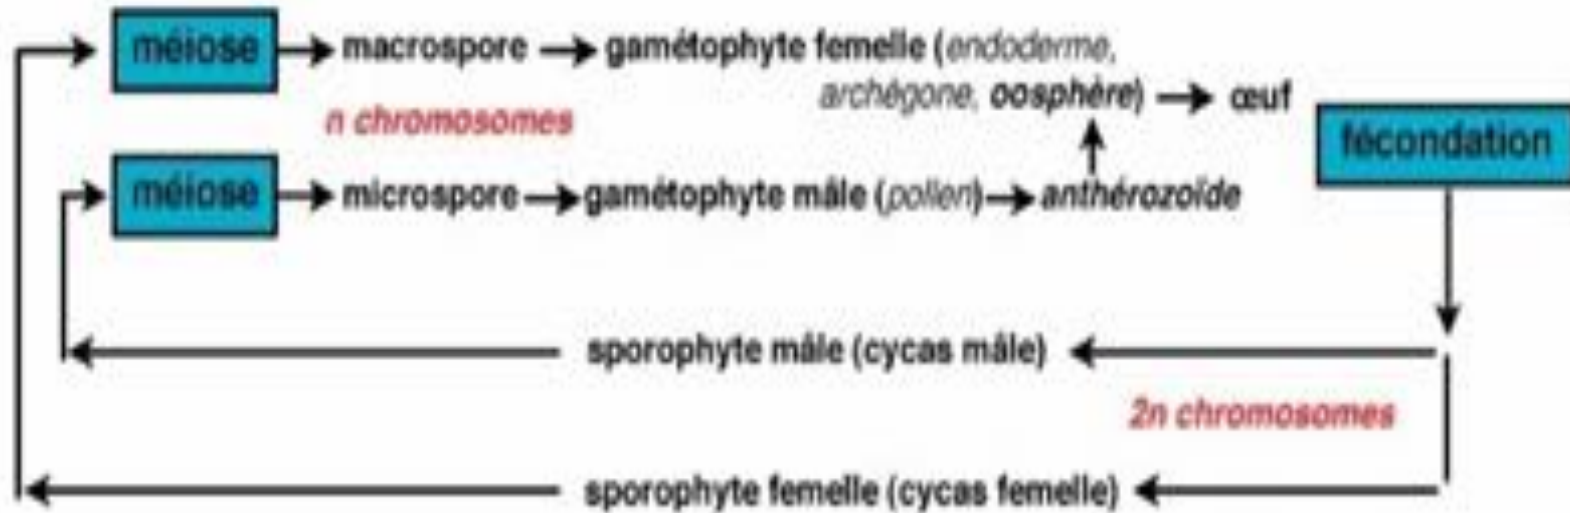 méiose macrospore gamétophyte femelle (endoderme,
archégone, oosphère) œuf
n chromosomes
fécondation
méiose microspore gamétophyte mâle (pollen) anthérozoïde
sporophyte mâle (cycas mâle)
2n chromosomes
sporophyte femelle (cycas femelle)